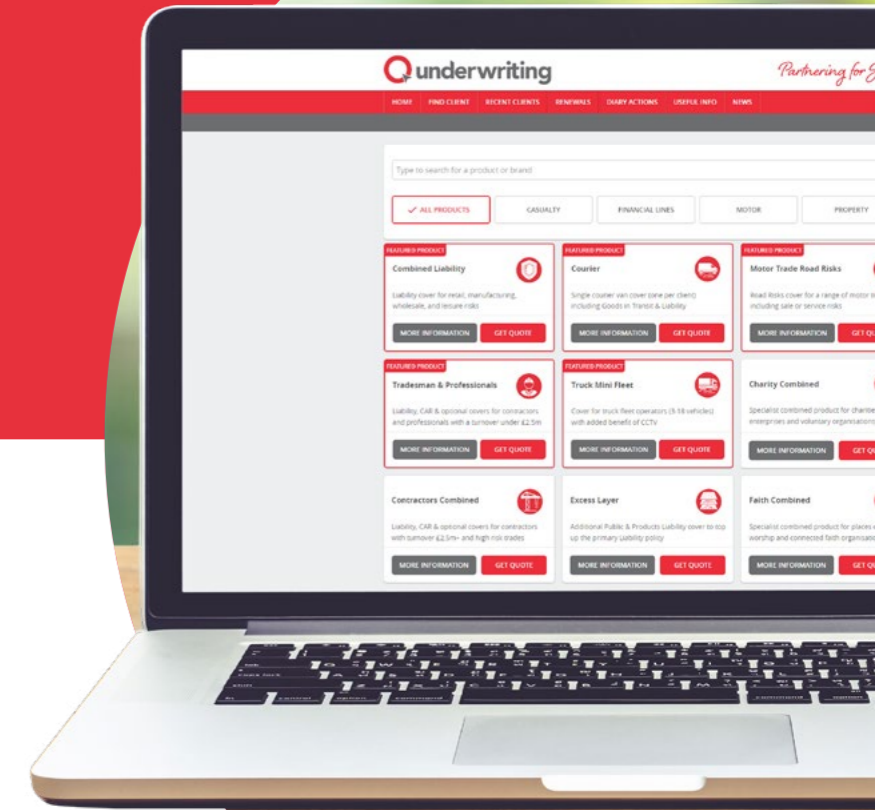 Qunderwriting
Partnering for
HOME FIND CLIENT RECENT CLIENTS RENEWALS DIARY ACTIONS USEFUL INFO NEWS
Type to search for a product or brand
ALL PRODUCTS CASUALTY FINANCIAL LINES MOTOR PROPERTY
FEATURED PRODUCT FEATURED PRODUCT FEATURED PRODUCT
Combined Liability Courier Motor Trade Road Risks
Liability cover for retail, manufacturing, Single courier van cover (one per client) Road Risks cover for a range of motor
wholesale, and leisure risks including Goods in Transit & Liability including sale or service risks
MORE INFORMATION GET QUOTE MORE INFORMATION GET QUOTE MORE INFORMATION GET
FEATURED PRODUCT FEATURED PRODUCT
Tradesman & Professionals Truck Mini Fleet Charity Combined
Liability, CAR & optional covers for contractors Cover for truck fleet operators (3-18 vehicles) Specialist combined product for
and professionals with a turnover under £2.5m with added benefit of CCTV enterprises and voluntary organisations
MORE INFORMATION GET QUOTE MORE INFORMATION GET QUOTE MORE INFORMATION GET
Contractors Combined Excess Layer Faith Combined
Liability, CAR & optional covers for contractors Additional Public & Products Liability cover to top Specialist combined product for places
with turnover £2.5m+ and high risk trades up the primary Liability policy worship and connected faith
MORE INFORMATION GET QUOTE MORE INFORMATION GET QUOTE MORE INFORMATION GET